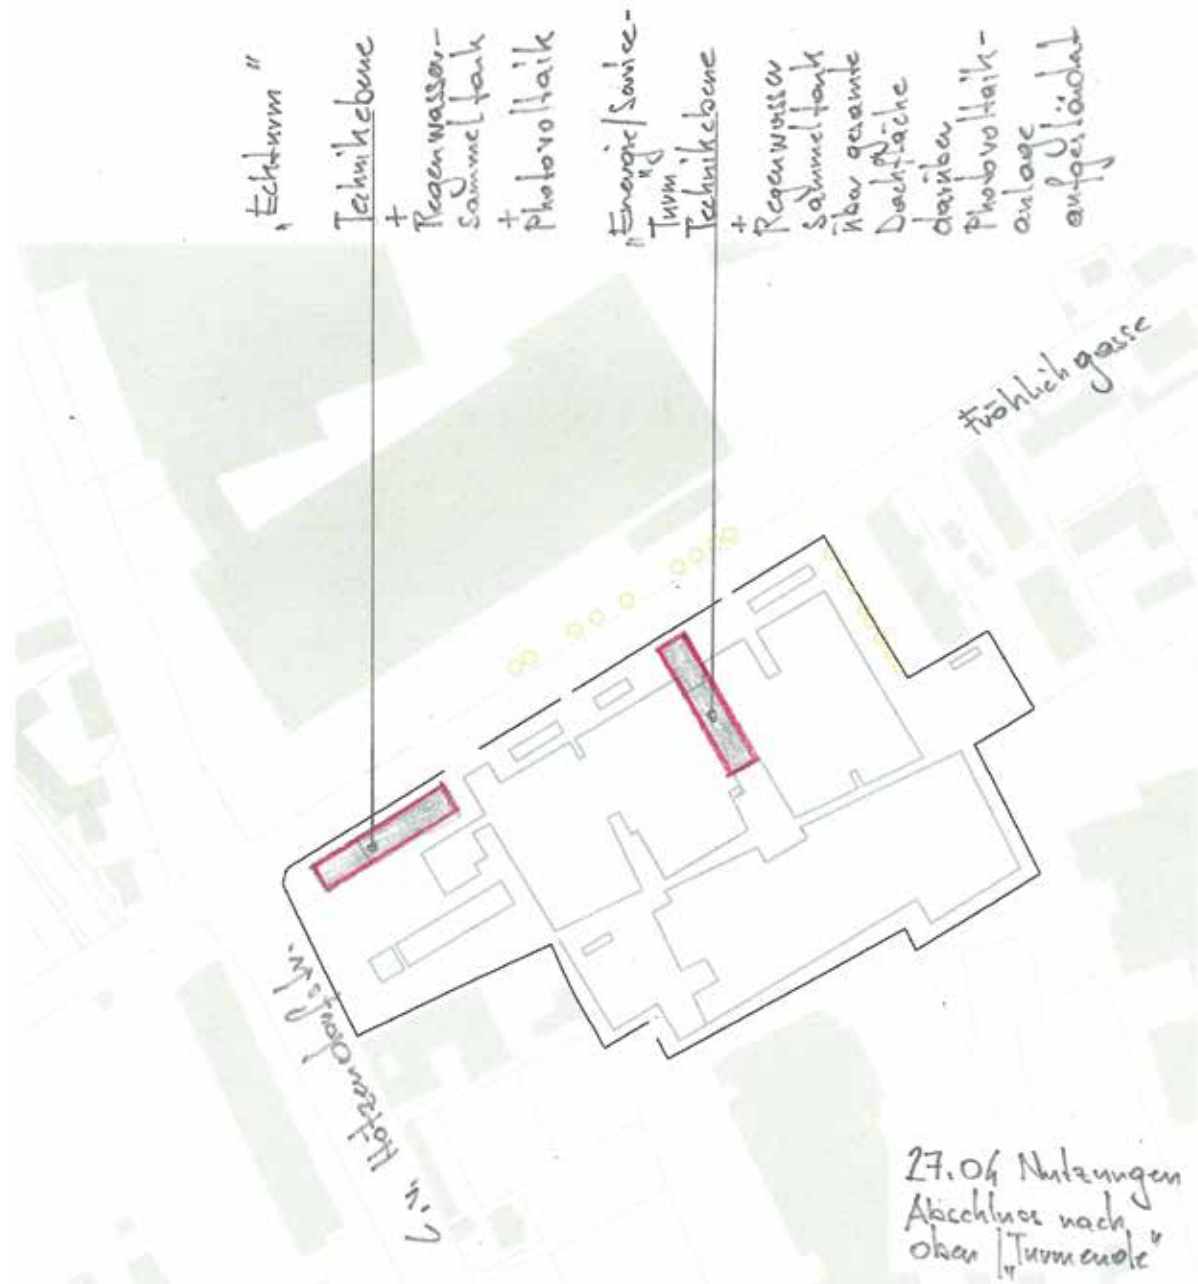 „Eckturm"
Technikebene
+
Regenwasser-
sammeltank
+
Photovoltaik
„Energie/Service-
Turm"
Technikebene
+
Regenwasser
sammeltank
über gesamte
Dachfläche
darüber
Photovoltaik-
anlage
aufgeständert
Fröhlichgasse
C.v. Hötzendorfstr.
27.04 Nutzungen
Abschluss nach
oben / „Turmende"